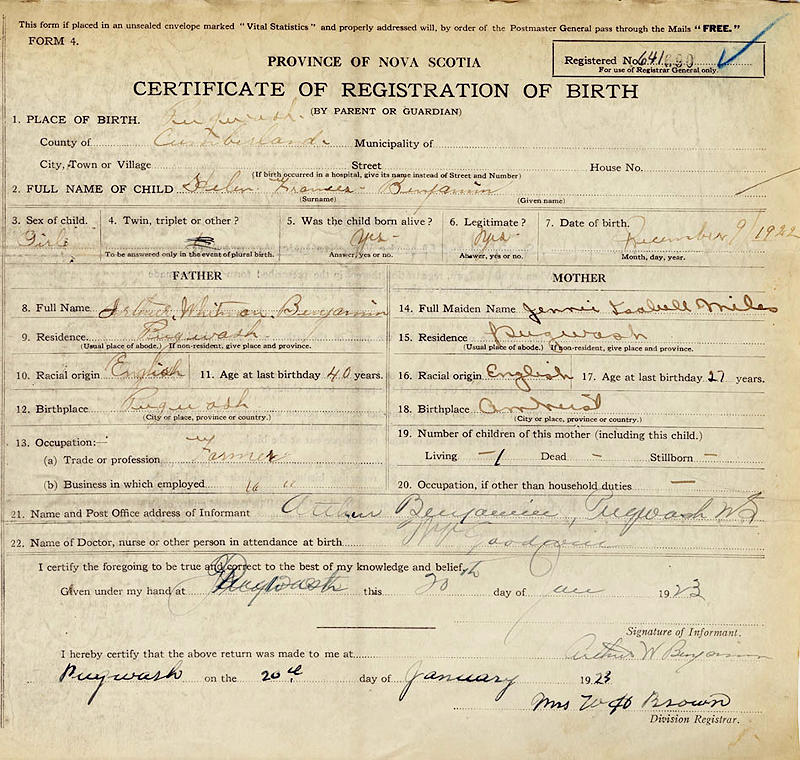 This form if placed in an unsealed envelope marked "Vital Statistics" and properly addressed will, by order of the Postmaster General pass through the Mails "FREE."
FORM 4.
PROVINCE OF NOVA SCOTIA
Registered No. 641
For use of Registrar General only.
CERTIFICATE OF REGISTRATION OF BIRTH
(BY PARENT OR GUARDIAN)
1. PLACE OF BIRTH. Pugwash.
County of Cumberland. Municipality of
City, Town or Village Street House No.
(If birth occurred in a hospital, give its name instead of Street and Number)
2. FULL NAME OF CHILD Helen Frances Benjamin
(Surname) (Given name)
3. Sex of child. 4. Twin, triplet or other? 5. Was the child born alive? 6. Legitimate? 7. Date of birth.
Girl Yes Yes December 9/1922
To be answered only in the event of plural birth. Answer, yes or no. Answer, yes or no. Month, day, year.
FATHER MOTHER
8. Full Name Arthur Whitman Benjamin 14. Full Maiden Name Jennie Isabell Miles
9. Residence Pugwash 15. Residence Pugwash
(Usual place of abode.) If non-resident, give place and province. (Usual place of abode.) If non-resident, give place and province.
10. Racial origin English 11. Age at last birthday 40 years. 16. Racial origin English 17. Age at last birthday 27 years.
12. Birthplace Pugwash 18. Birthplace Amherst
(City or place, province or country.) (City or place, province or country.)
13. Occupation:— 19. Number of children of this mother (including this child.)
(a) Trade or profession Farmer Living 1 Dead – Stillborn –
(b) Business in which employed " " 20. Occupation, if other than household duties –
21. Name and Post Office address of Informant Arthur Benjamin, Pugwash NS
22. Name of Doctor, nurse or other person in attendance at birth
I certify the foregoing to be true and correct to the best of my knowledge and belief.
Given under my hand at Pugwash this 20th day of Jan 1923
Signature of Informant.
I hereby certify that the above return was made to me at Arthur W Benjamin
Pugwash on the 20th day of January 1923
Mrs W H Brown
Division Registrar.